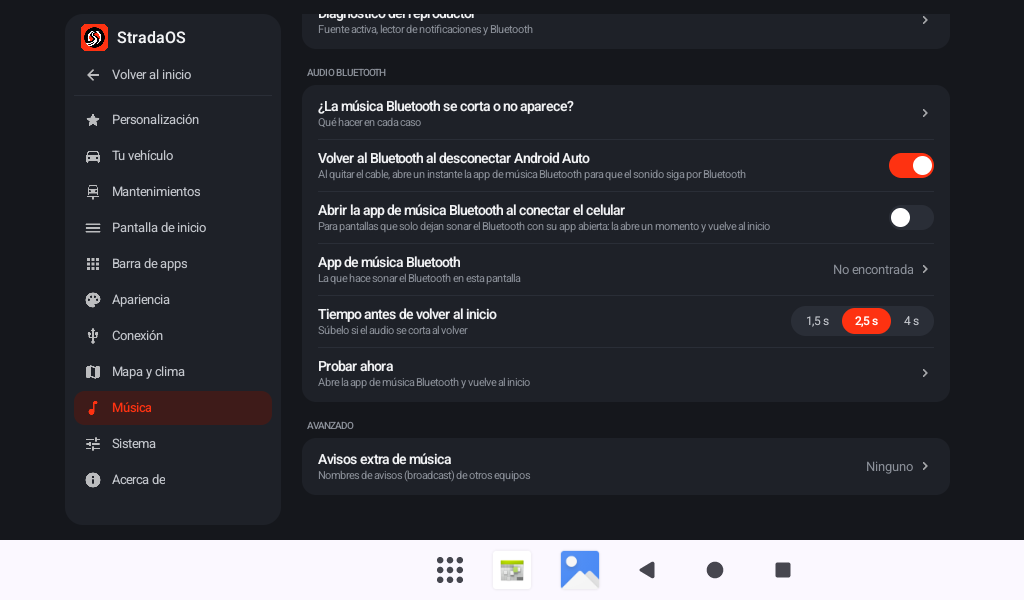 StradaOS
Volver al inicio
Personalización
Tu vehículo
Mantenimientos
Pantalla de inicio
Barra de apps
Apariencia
Conexión
Mapa y clima
Música
Sistema
Acerca de
Diagnóstico del reproductor
Fuente activa, lector de notificaciones y Bluetooth
AUDIO BLUETOOTH
¿La música Bluetooth se corta o no aparece?
Qué hacer en cada caso
Volver al Bluetooth al desconectar Android Auto
Al quitar el cable, abre un instante la app de música Bluetooth para que el sonido siga por Bluetooth
Abrir la app de música Bluetooth al conectar el celular
Para pantallas que solo dejan sonar el Bluetooth con su app abierta: la abre un momento y vuelve al inicio
App de música Bluetooth
La que hace sonar el Bluetooth en esta pantalla
No encontrada
Tiempo antes de volver al inicio
Súbelo si el audio se corta al volver
1,5 s 2,5 s 4 s
Probar ahora
Abre la app de música Bluetooth y vuelve al inicio
AVANZADO
Avisos extra de música
Nombres de avisos (broadcast) de otros equipos
Ninguno